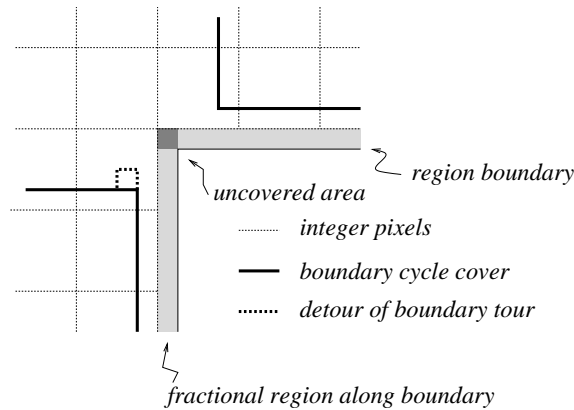 region boundary
uncovered area
integer pixels
boundary cycle cover
detour of boundary tour
fractional region along boundary